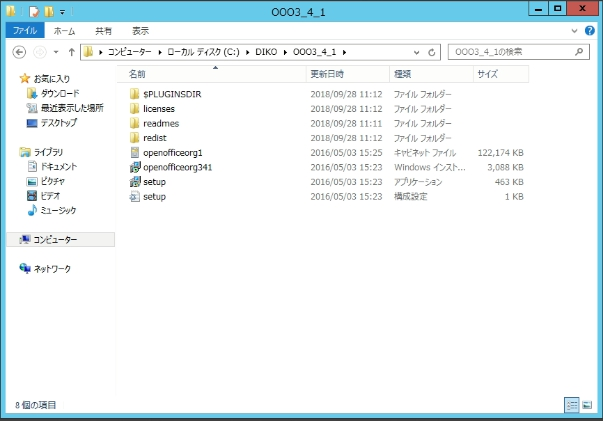 OOO3_4_1
ファイル ホーム 共有 表示
コンピューター ローカル ディスク (C:) DIKO OOO3_4_1
OOO3_4_1の検索
お気に入り
ダウンロード
最近表示した場所
デスクトップ
ライブラリ
ドキュメント
ピクチャ
ビデオ
ミュージック
コンピューター
ネットワーク
名前 更新日時 種類 サイズ
$PLUGINSDIR 2018/09/28 11:12 ファイル フォルダー
licenses 2018/09/28 11:12 ファイル フォルダー
readmes 2018/09/28 11:11 ファイル フォルダー
redist 2018/09/28 11:12 ファイル フォルダー
openofficeorg1 2016/05/03 15:25 キャビネット ファイル 122,174 KB
openofficeorg341 2016/05/03 15:23 Windows インスト... 3,088 KB
setup 2016/05/03 15:23 アプリケーション 463 KB
setup 2016/05/03 15:23 構成設定 1 KB
8 個の項目